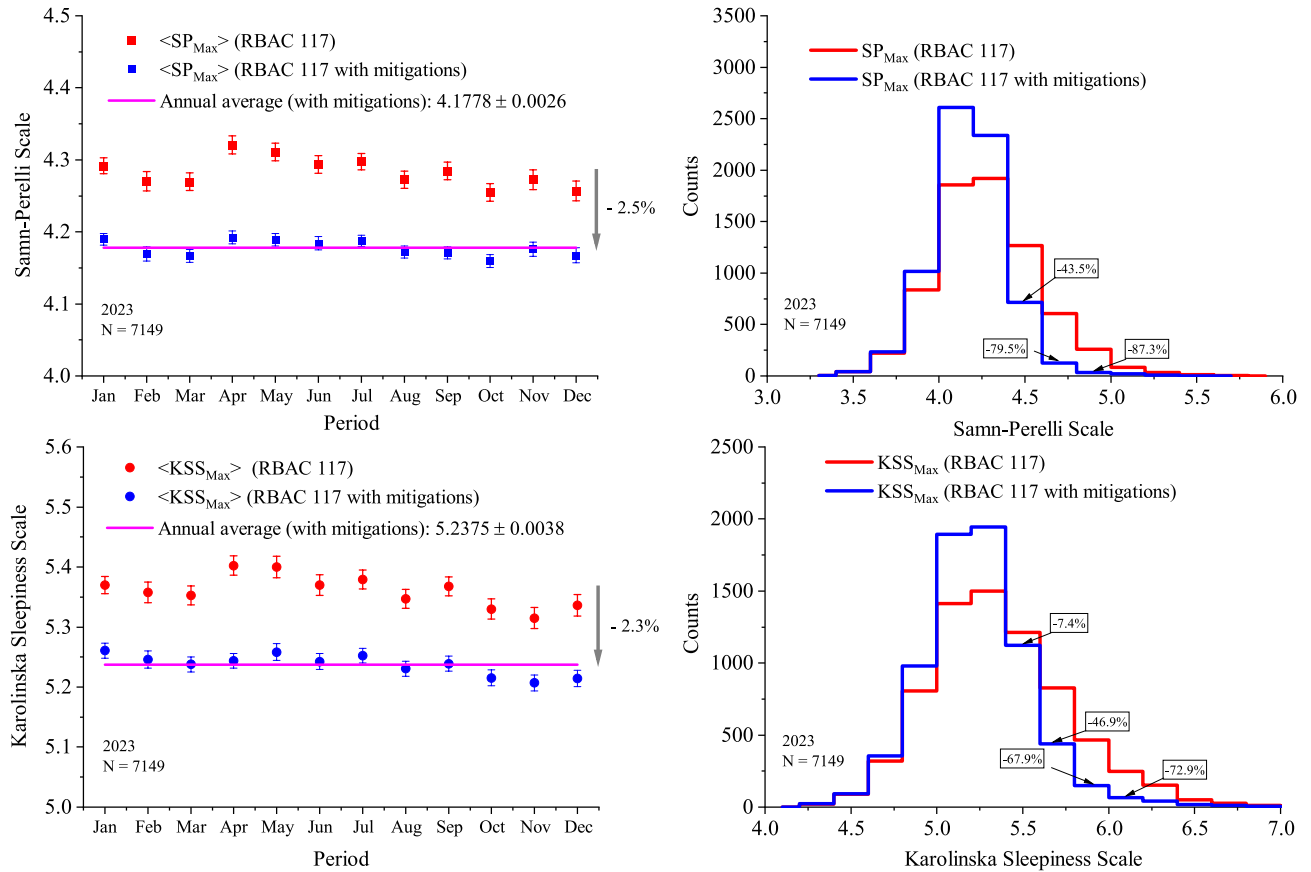 4.5
4.4
4.3
4.2
4.1
4.0
Samn-Perelli Scale
<SP_Max> (RBAC 117)
<SP_Max> (RBAC 117 with mitigations)
Annual average (with mitigations): 4.1778 ± 0.0026
- 2.5%
2023
N = 7149
Jan Feb Mar Apr May Jun Jul Aug Sep Oct Nov Dec
Period
3500
3000
2500
2000
1500
1000
500
0
Counts
SP_Max (RBAC 117)
SP_Max (RBAC 117 with mitigations)
-43.5%
-79.5%
-87.3%
2023
N = 7149
3.0 3.5 4.0 4.5 5.0 5.5 6.0
Samn-Perelli Scale
5.6
5.5
5.4
5.3
5.2
5.1
5.0
Karolinska Sleepiness Scale
<KSS_Max> (RBAC 117)
<KSS_Max> (RBAC 117 with mitigations)
Annual average (with mitigations): 5.2375 ± 0.0038
- 2.3%
2023
N = 7149
Jan Feb Mar Apr May Jun Jul Aug Sep Oct Nov Dec
Period
2500
2000
1500
1000
500
0
Counts
KSS_Max (RBAC 117)
KSS_Max (RBAC 117 with mitigations)
-7.4%
-46.9%
-67.9%
-72.9%
2023
N = 7149
4.0 4.5 5.0 5.5 6.0 6.5 7.0
Karolinska Sleepiness Scale